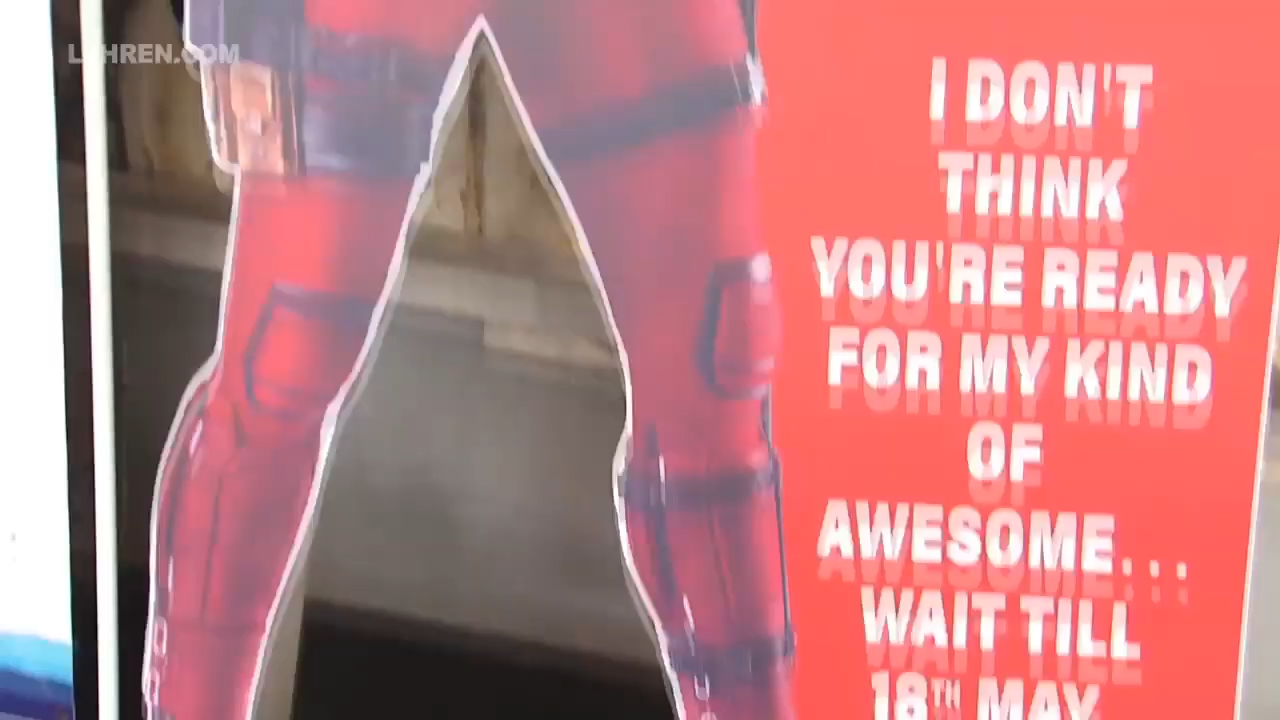 LEHREN.COM
I DON'T
THINK
YOU'RE READY
FOR MY KIND
OF
AWESOME...
WAIT TILL
18TH MAY